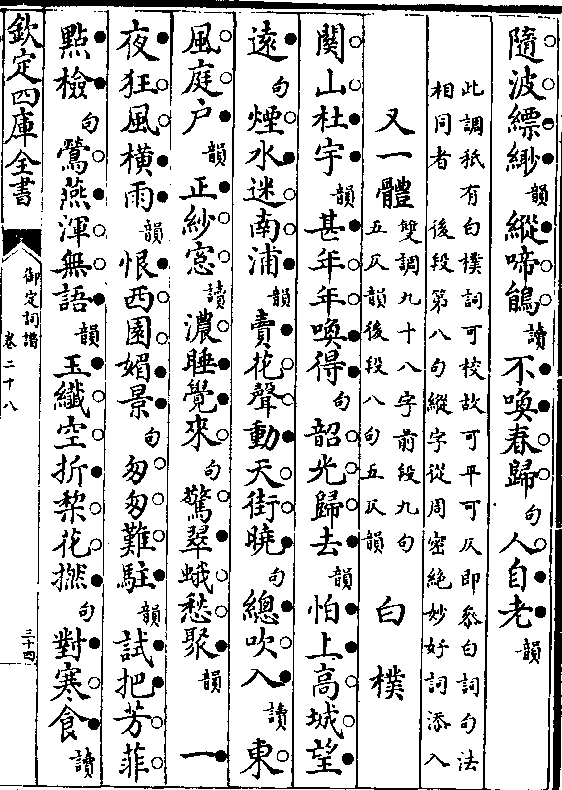 隨波縹緲韻縱啼鵑讀不喚春歸句人自老韻
此調祇有白樸詞可校故可平可仄即叅白詞句法
相同者後段第八句縱字從周密絶妙好詞添入
又一體雙調九十八字前段九句
五仄韻後段八句五仄韻
白樸
闗山杜宇韻甚年年喚得句韶光歸去韻怕上髙城望
逺句煙水迷南浦韻賣花聲動天街曉句總吹入讀東
風庭户韻正紗窓讀濃睡覺來句驚翠蛾愁聚韻一
夜狂風横雨韻恨西園媚景句匆匆難駐韻試把芳菲
㸃檢句鶯燕渾無語韻玉纎空折棃花撚句對寒食讀
欽定四庫全書
御定詞譜
卷二十八
三十四